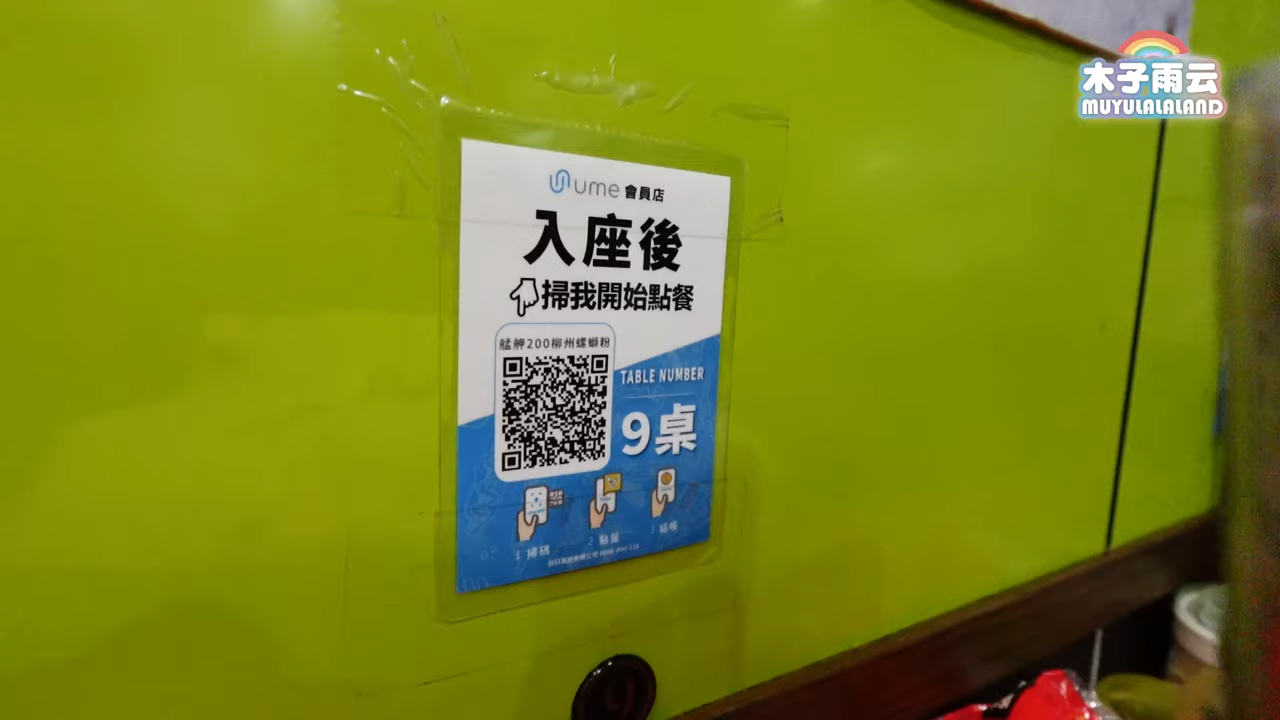 木子雨云
MUYULALALAND
ume 會員店
入座後
掃我開始點餐
艋舺200柳州螺螄粉
TABLE NUMBER
9桌
1 掃碼
2 點餐
3 結帳
9